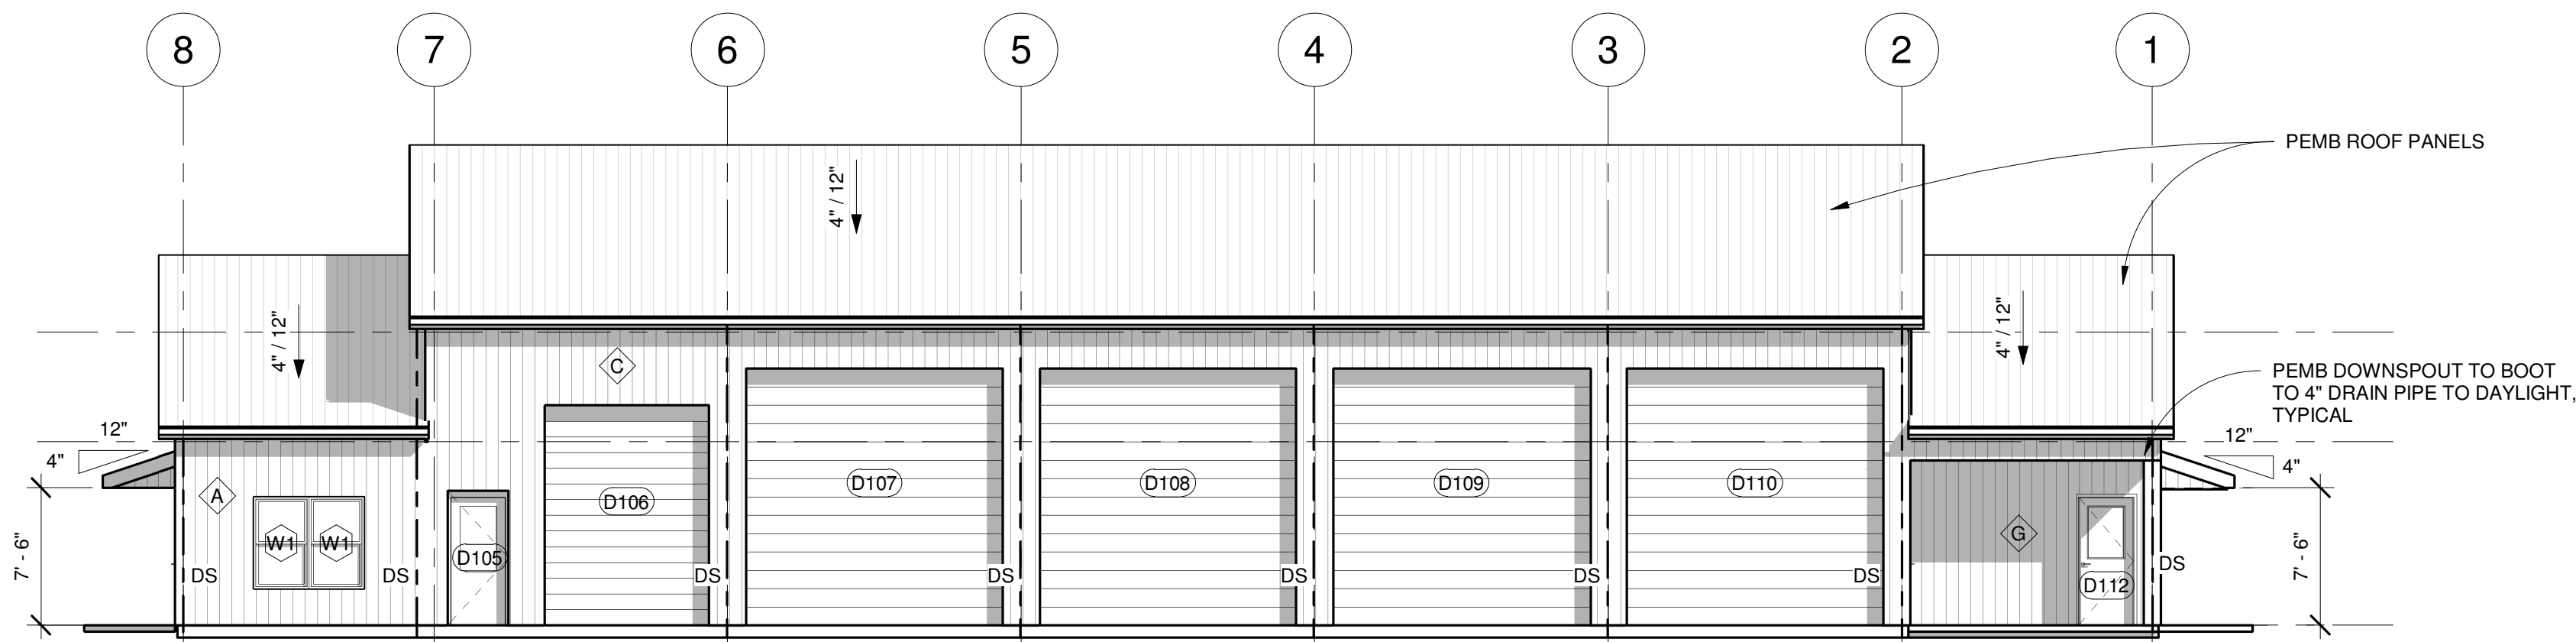 8 7 6 5 4 3 2 1
PEMB ROOF PANELS
4" / 12"
4" / 12"
4" / 12"
C
PEMB DOWNSPOUT TO BOOT
TO 4" DRAIN PIPE TO DAYLIGHT,
TYPICAL
12"
4"
12"
4"
A
D106
D107
D108
D109
D110
G
W1 W1
D105
D112
DS DS DS DS DS DS DS DS
7' - 6"
7' - 6"